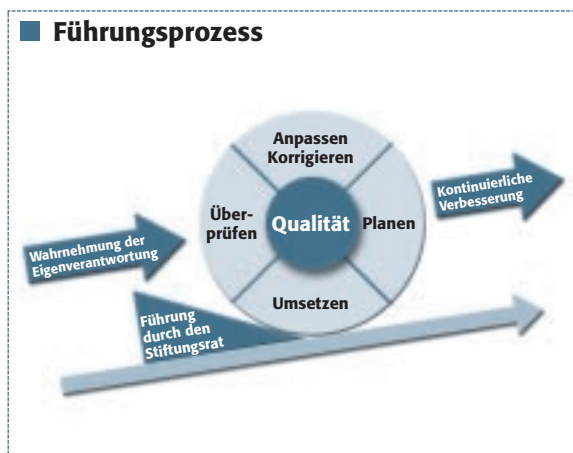 Führungsprozess
Anpassen
Korrigieren
Über-
prüfen
Qualität
Planen
Umsetzen
Kontinuierliche
Verbesserung
Wahrnehmung der
Eigenverantwortung
Führung
durch den
Stiftungsrat